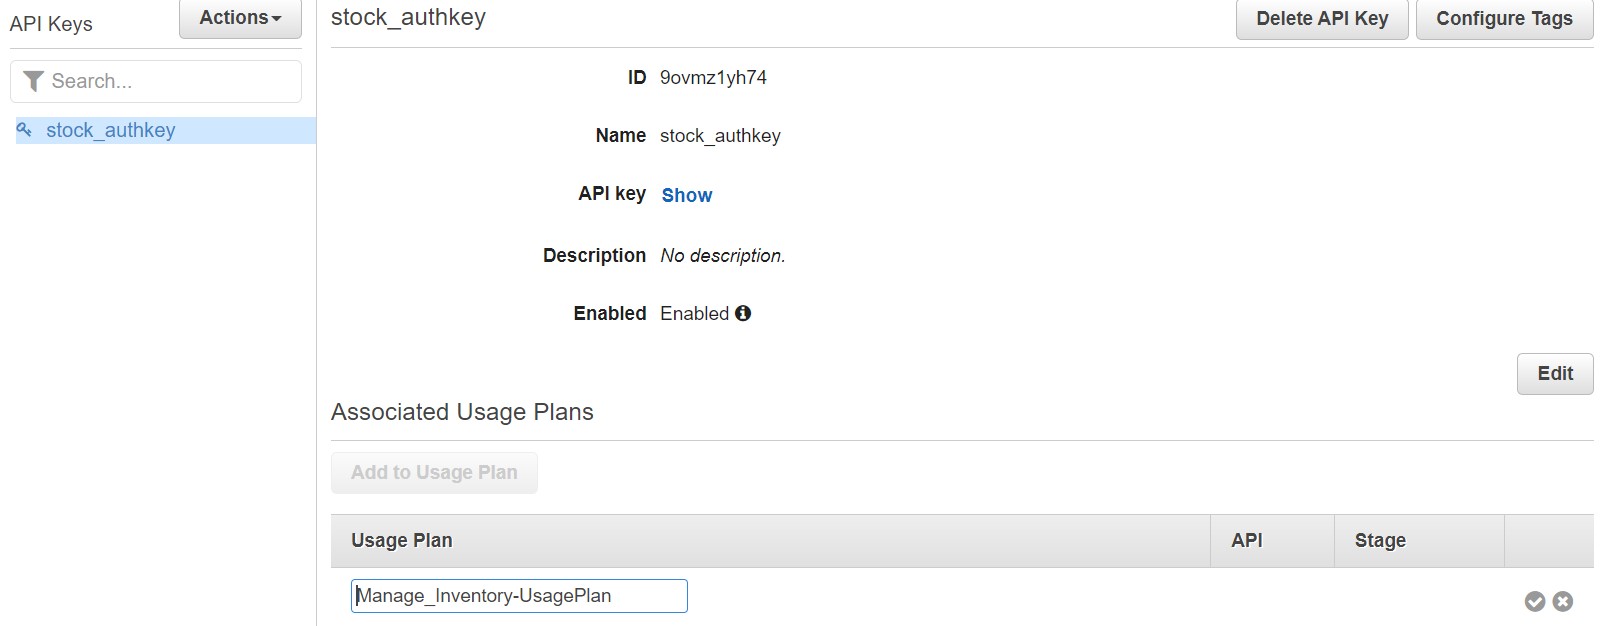 API Keys
Actions
Search...
stock_authkey
stock_authkey
Delete API Key
Configure Tags
ID 9ovmz1yh74
Name stock_authkey
API key Show
Description No description.
Enabled Enabled
Edit
Associated Usage Plans
Add to Usage Plan
Usage Plan API Stage
Manage_Inventory-UsagePlan